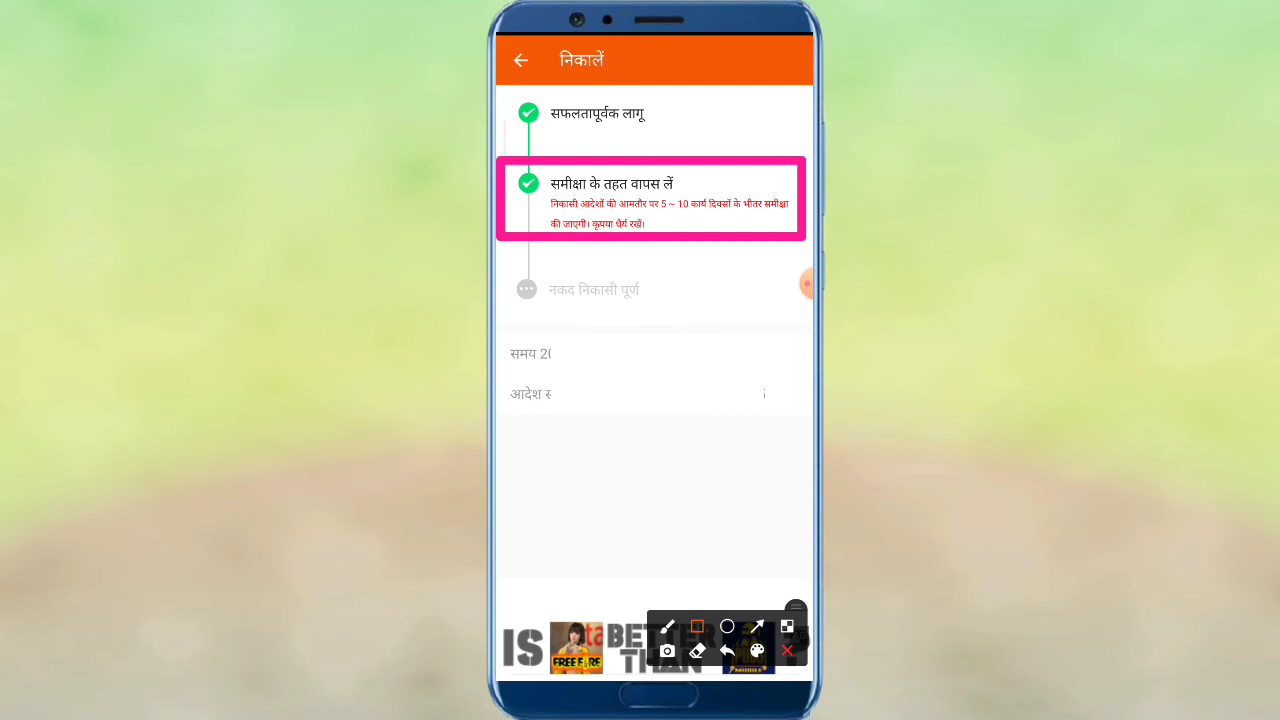 निकालें
सफलतापूर्वक लागू
समीक्षा के तहत वापस लें
निकासी आदेशों की आमतौर पर 5 ~ 10 कार्य दिवसों के भीतर समीक्षा
की जाएगी। कृपया धैर्य रखें।
नकद निकासी पूर्ण
समय 20
आदेश
IS
FREE FIRE
BETTER
THAN